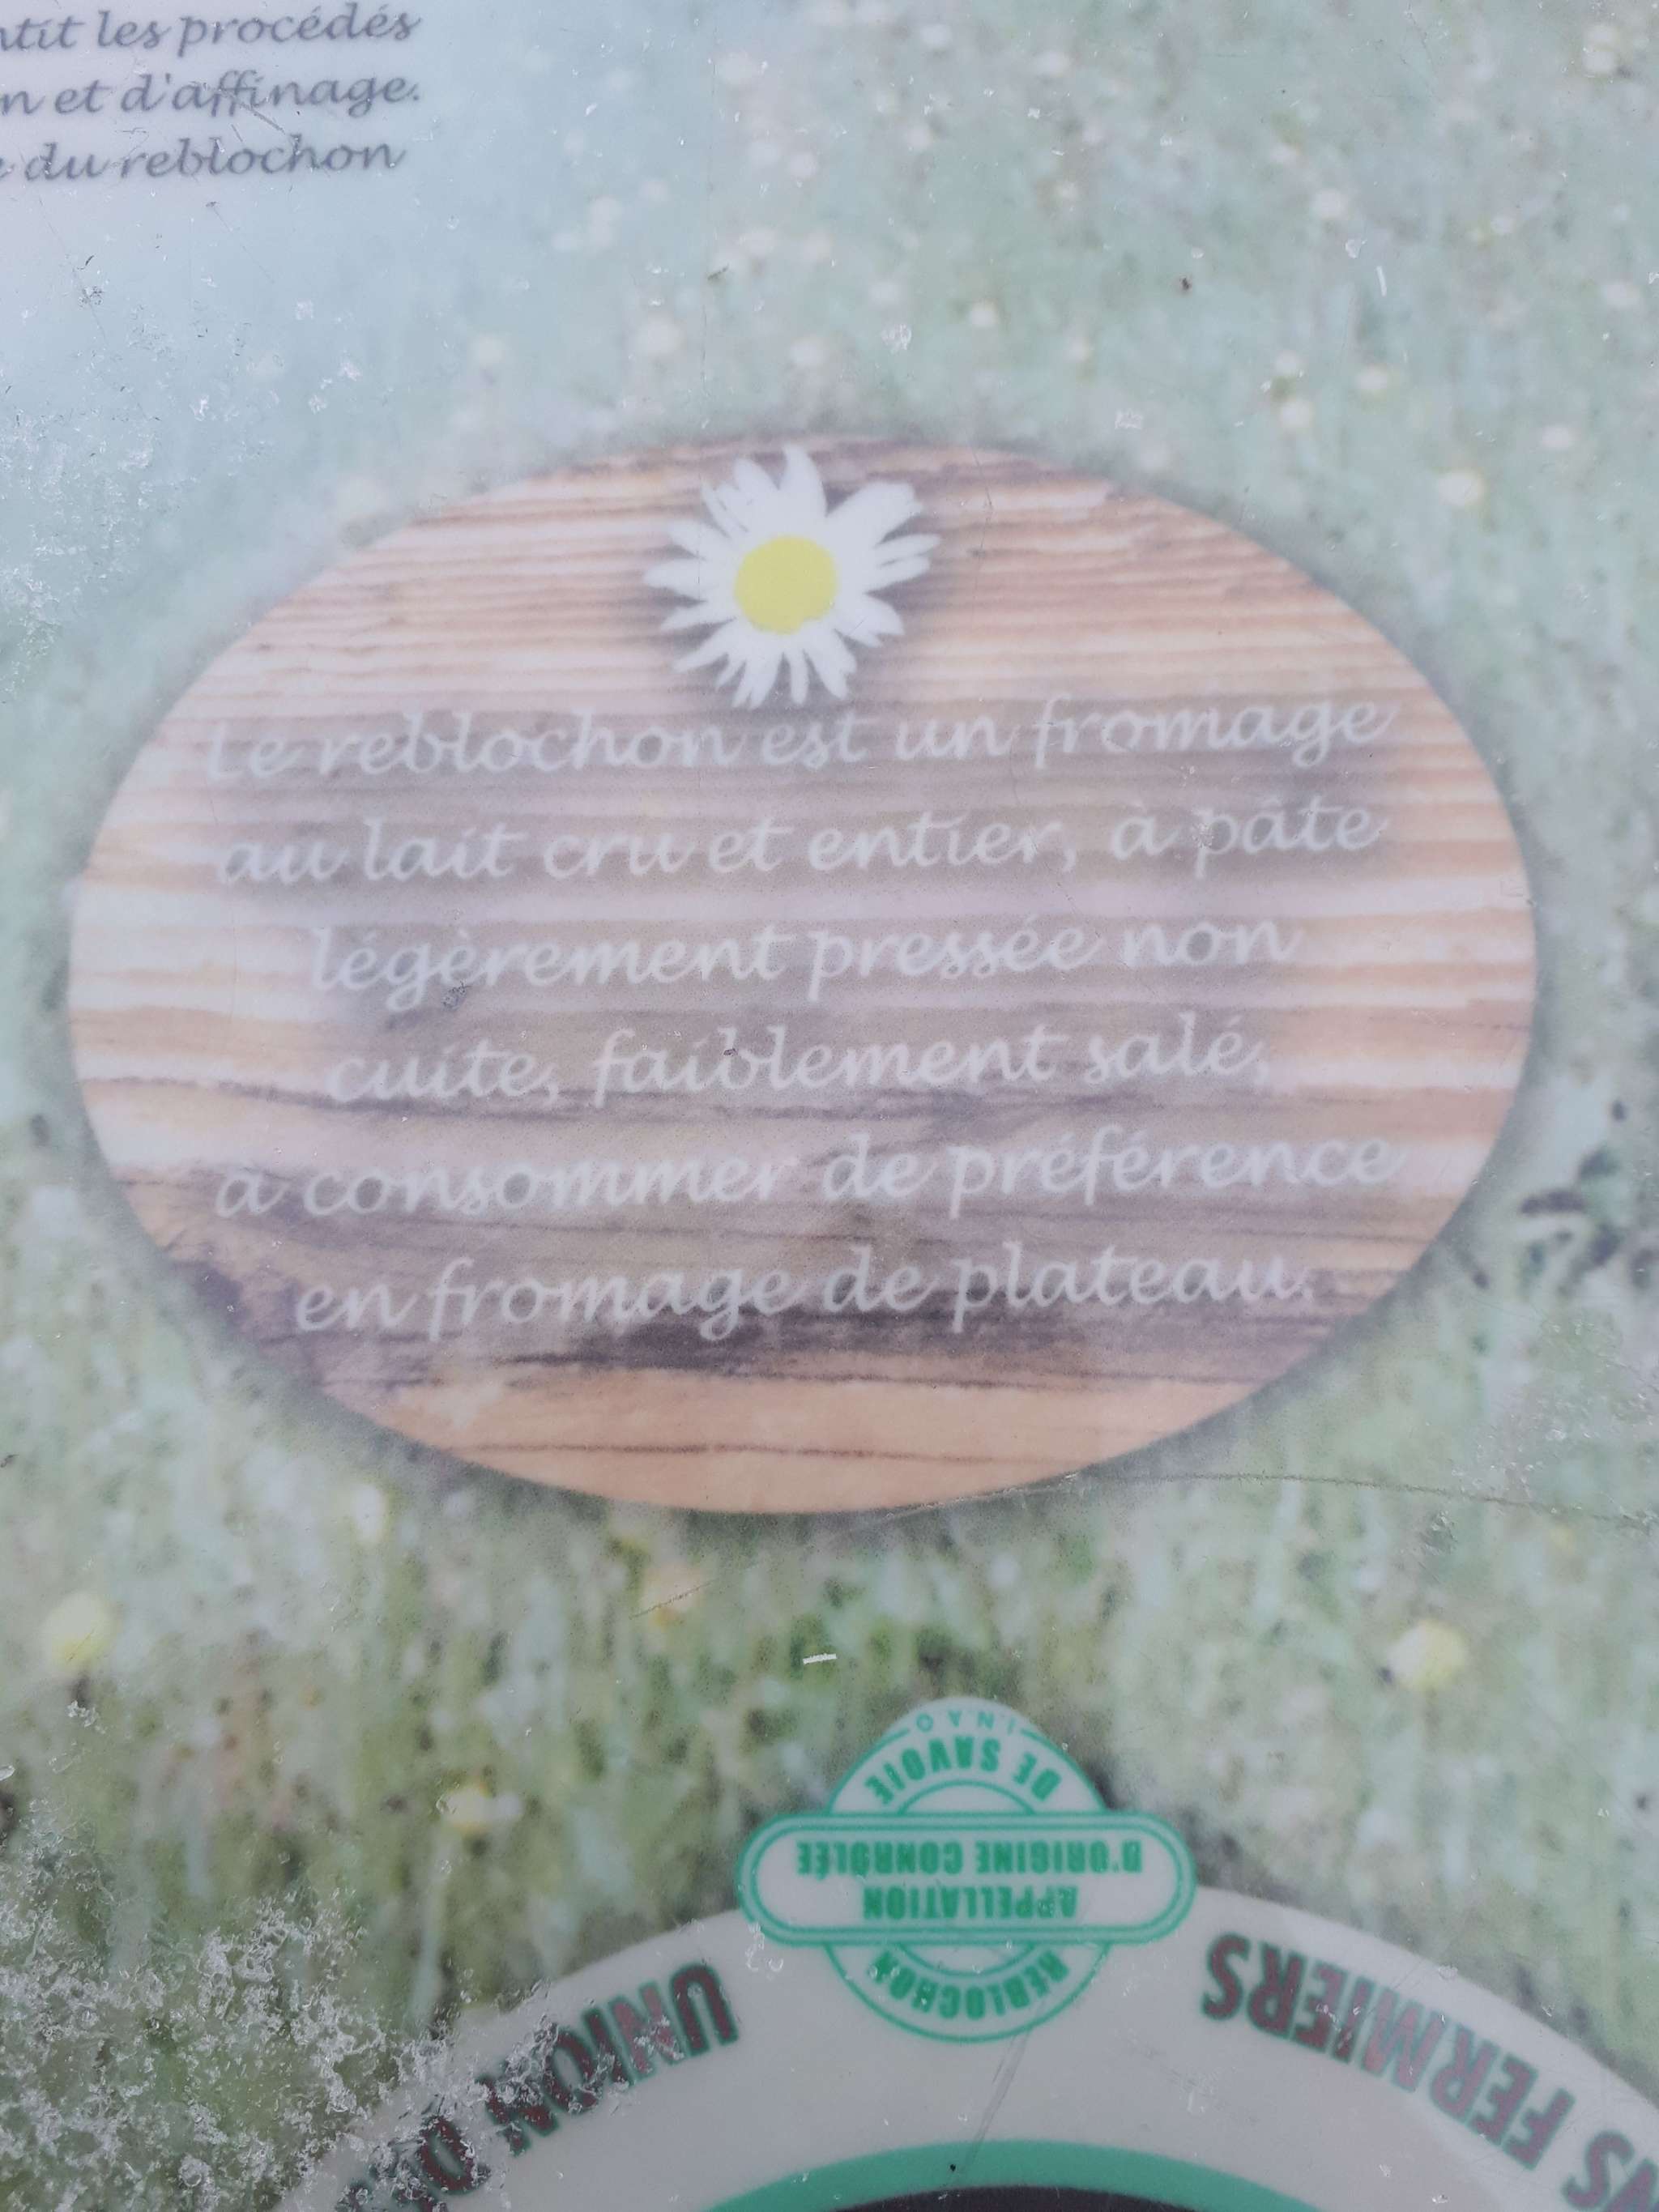 ntit les procédés
n et d'affinage.
e du reblochon
Le reblochon est un fromage
au lait cru et entier, à pâte
légèrement pressée non
cuite, faiblement salé,
à consommer de préférence
en fromage de plateau.
REBLOCHON
APPELLATION
D'ORIGINE CONROLÉE
DE SAVOIE
I.N.A.O
UNION
FERMIERS